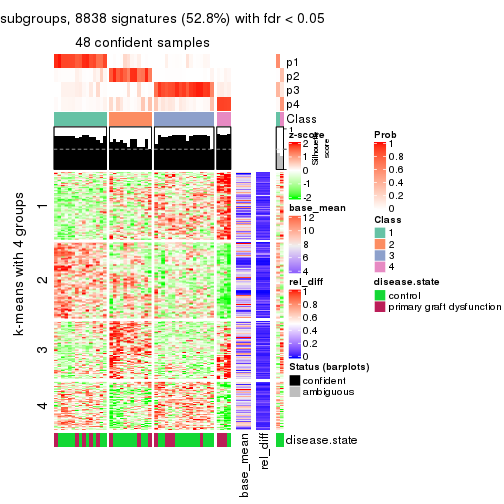 subgroups, 8838 signatures (52.8%) with fdr < 0.05
48 confident samples
p1
p2
p3
p4
Class
1
Silhouette
score
z-score
2
1
0
-1
-2
base_mean
12
10
8
6
4
rel_diff
1
0.8
0.6
0.4
0.2
0
Status (barplots)
confident
ambiguous
Prob
1
0.8
0.6
0.4
0.2
0
Class
1
2
3
4
disease.state
control
primary graft dysfunction
k-means with 4 groups
1
2
3
4
disease.state
base_mean
rel_diff